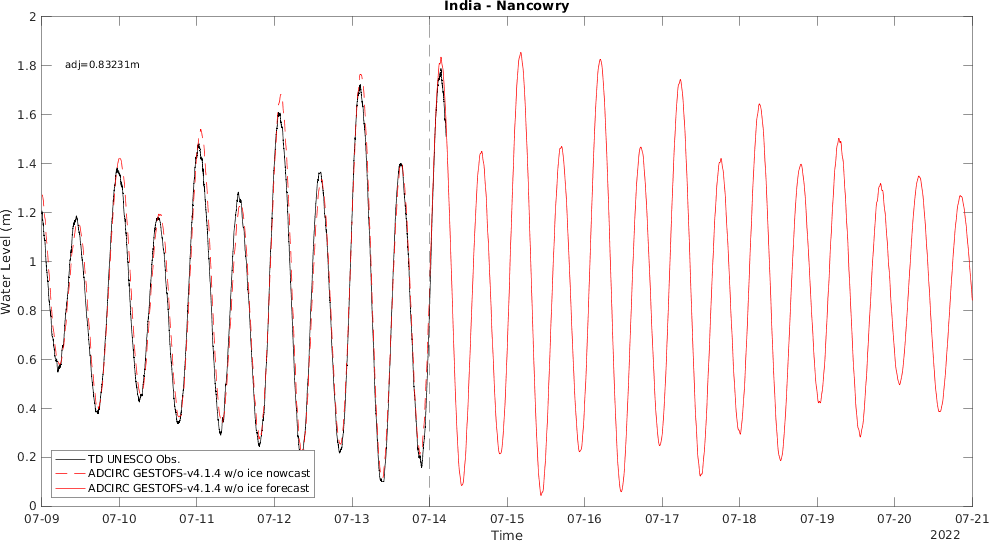 India - Nancowry
adj=0.83231m
Water Level (m)
2
1.8
1.6
1.4
1.2
1
0.8
0.6
0.4
0.2
0
TD UNESCO Obs.
ADCIRC GESTOFS-v4.1.4 w/o ice nowcast
ADCIRC GESTOFS-v4.1.4 w/o ice forecast
07-09 07-10 07-11 07-12 07-13 07-14 07-15 07-16 07-17 07-18 07-19 07-20 07-21
Time
2022